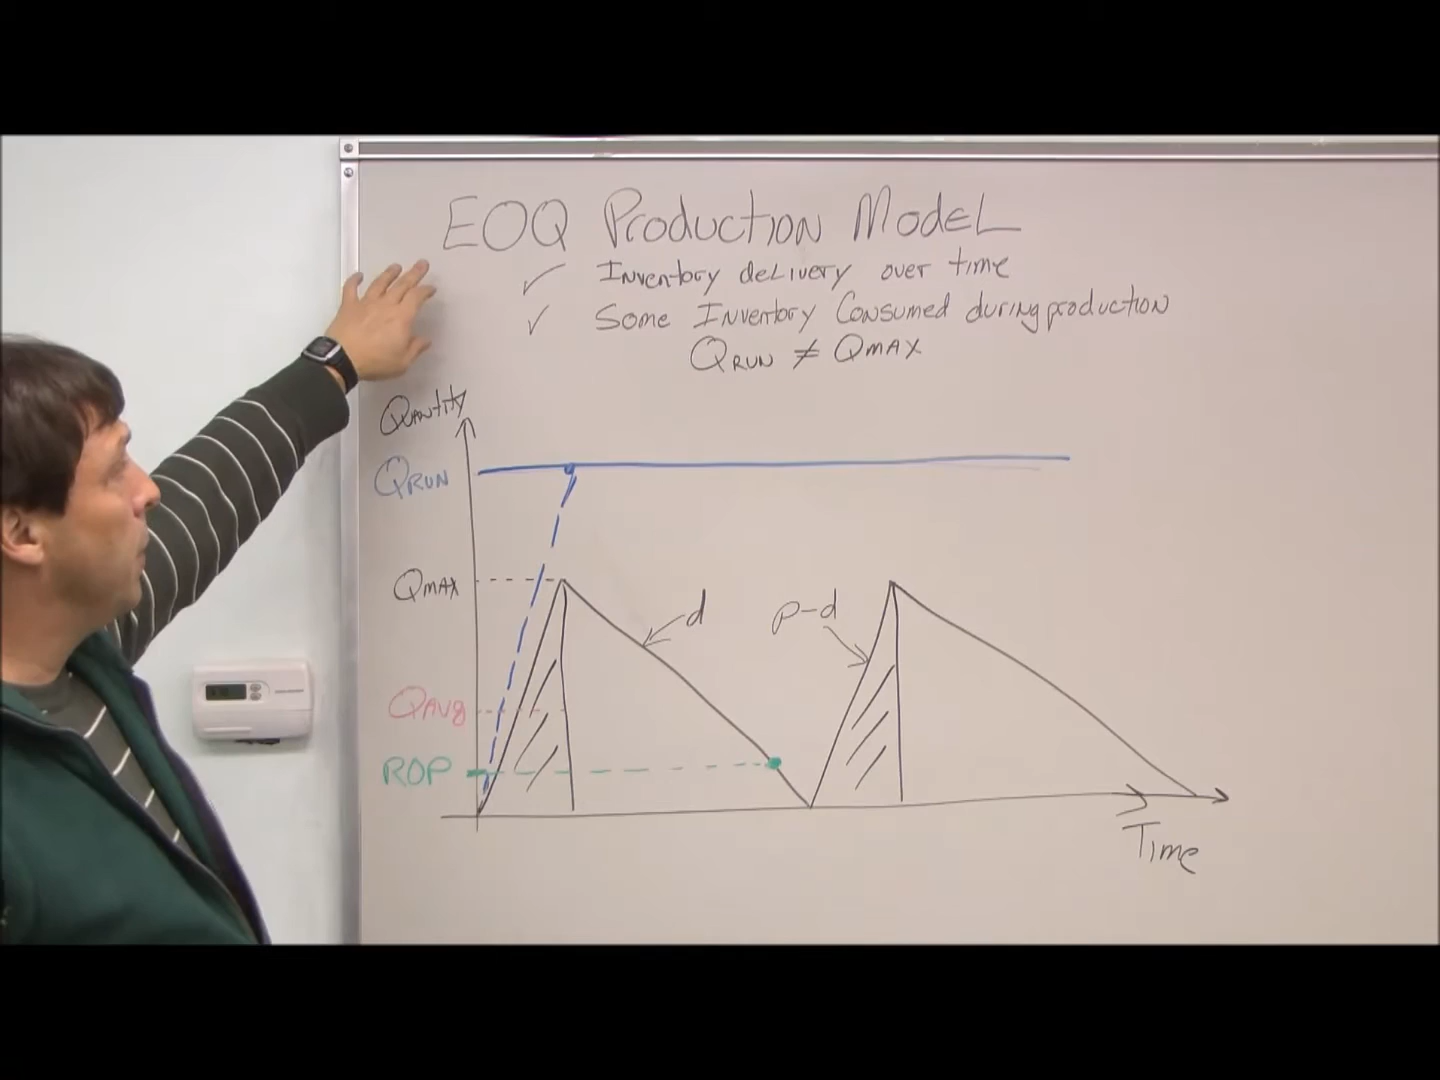 EOQ Production Model
✓ Inventory delivery over time
✓ Some Inventory Consumed during production
QRUN ≠ QMAX
Quantity
QRUN
QMAX
d
p-d
QAvg
ROP
Time